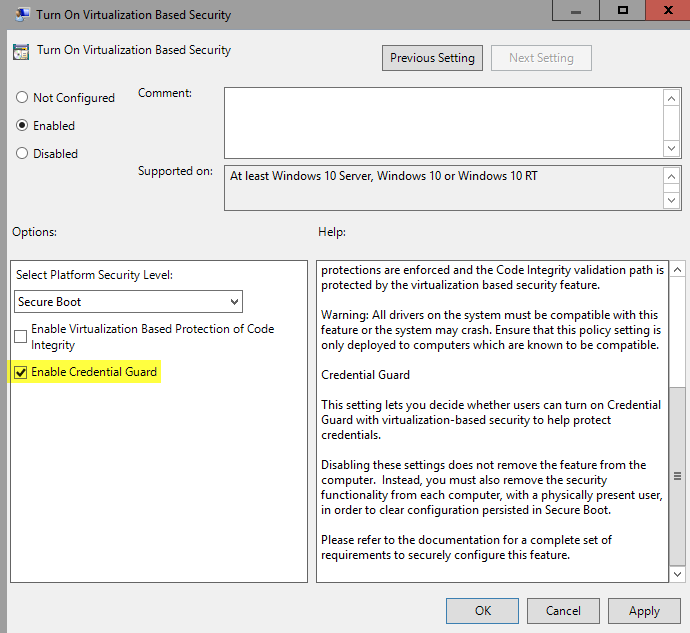 Turn On Virtualization Based Security
Turn On Virtualization Based Security
Previous Setting
Next Setting
Not Configured
Enabled
Disabled
Comment:
Supported on:
At least Windows 10 Server, Windows 10 or Windows 10 RT
Options:
Help:
Select Platform Security Level:
Secure Boot
Enable Virtualization Based Protection of Code
Integrity
Enable Credential Guard
protections are enforced and the Code Integrity validation path is
protected by the virtualization based security feature.
Warning: All drivers on the system must be compatible with this
feature or the system may crash. Ensure that this policy setting is
only deployed to computers which are known to be compatible.
Credential Guard
This setting lets you decide whether users can turn on Credential
Guard with virtualization-based security to help protect
credentials.
Disabling these settings does not remove the feature from the
computer.  Instead, you must also remove the security
functionality from each computer, with a physically present user,
in order to clear configuration persisted in Secure Boot.
Please refer to the documentation for a complete set of
requirements to securely configure this feature.
OK
Cancel
Apply